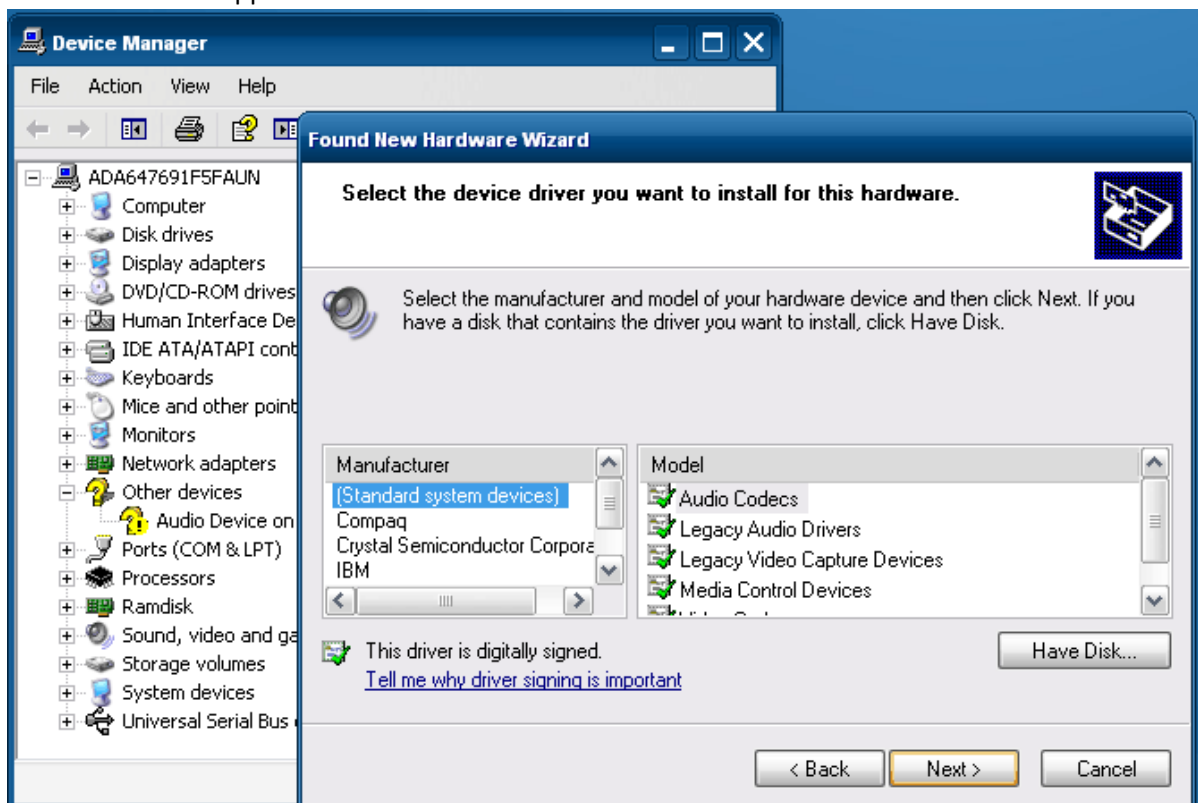 Device Manager
File Action View Help
ADA647691F5FAUN
Computer
Disk drives
Display adapters
DVD/CD-ROM drives
Human Interface De
IDE ATA/ATAPI cont
Keyboards
Mice and other point
Monitors
Network adapters
Other devices
Audio Device on
Ports (COM & LPT)
Processors
Ramdisk
Sound, video and ga
Storage volumes
System devices
Universal Serial Bus
Found New Hardware Wizard
Select the device driver you want to install for this hardware.
Select the manufacturer and model of your hardware device and then click Next. If you
have a disk that contains the driver you want to install, click Have Disk.
Manufacturer
(Standard system devices)
Compaq
Crystal Semiconductor Corpora
IBM
Model
Audio Codecs
Legacy Audio Drivers
Legacy Video Capture Devices
Media Control Devices
This driver is digitally signed.
Tell me why driver signing is important
Have Disk...
< Back
Next >
Cancel